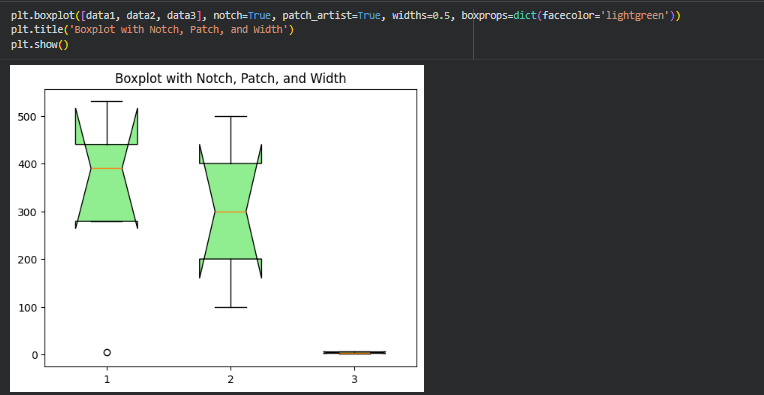 plt.boxplot([data1, data2, data3], notch=True, patch_artist=True, widths=0.5, boxprops=dict(facecolor='lightgreen'))
plt.title('Boxplot with Notch, Patch, and Width')
plt.show()
Boxplot with Notch, Patch, and Width
500
400
300
200
100
0
1 2 3